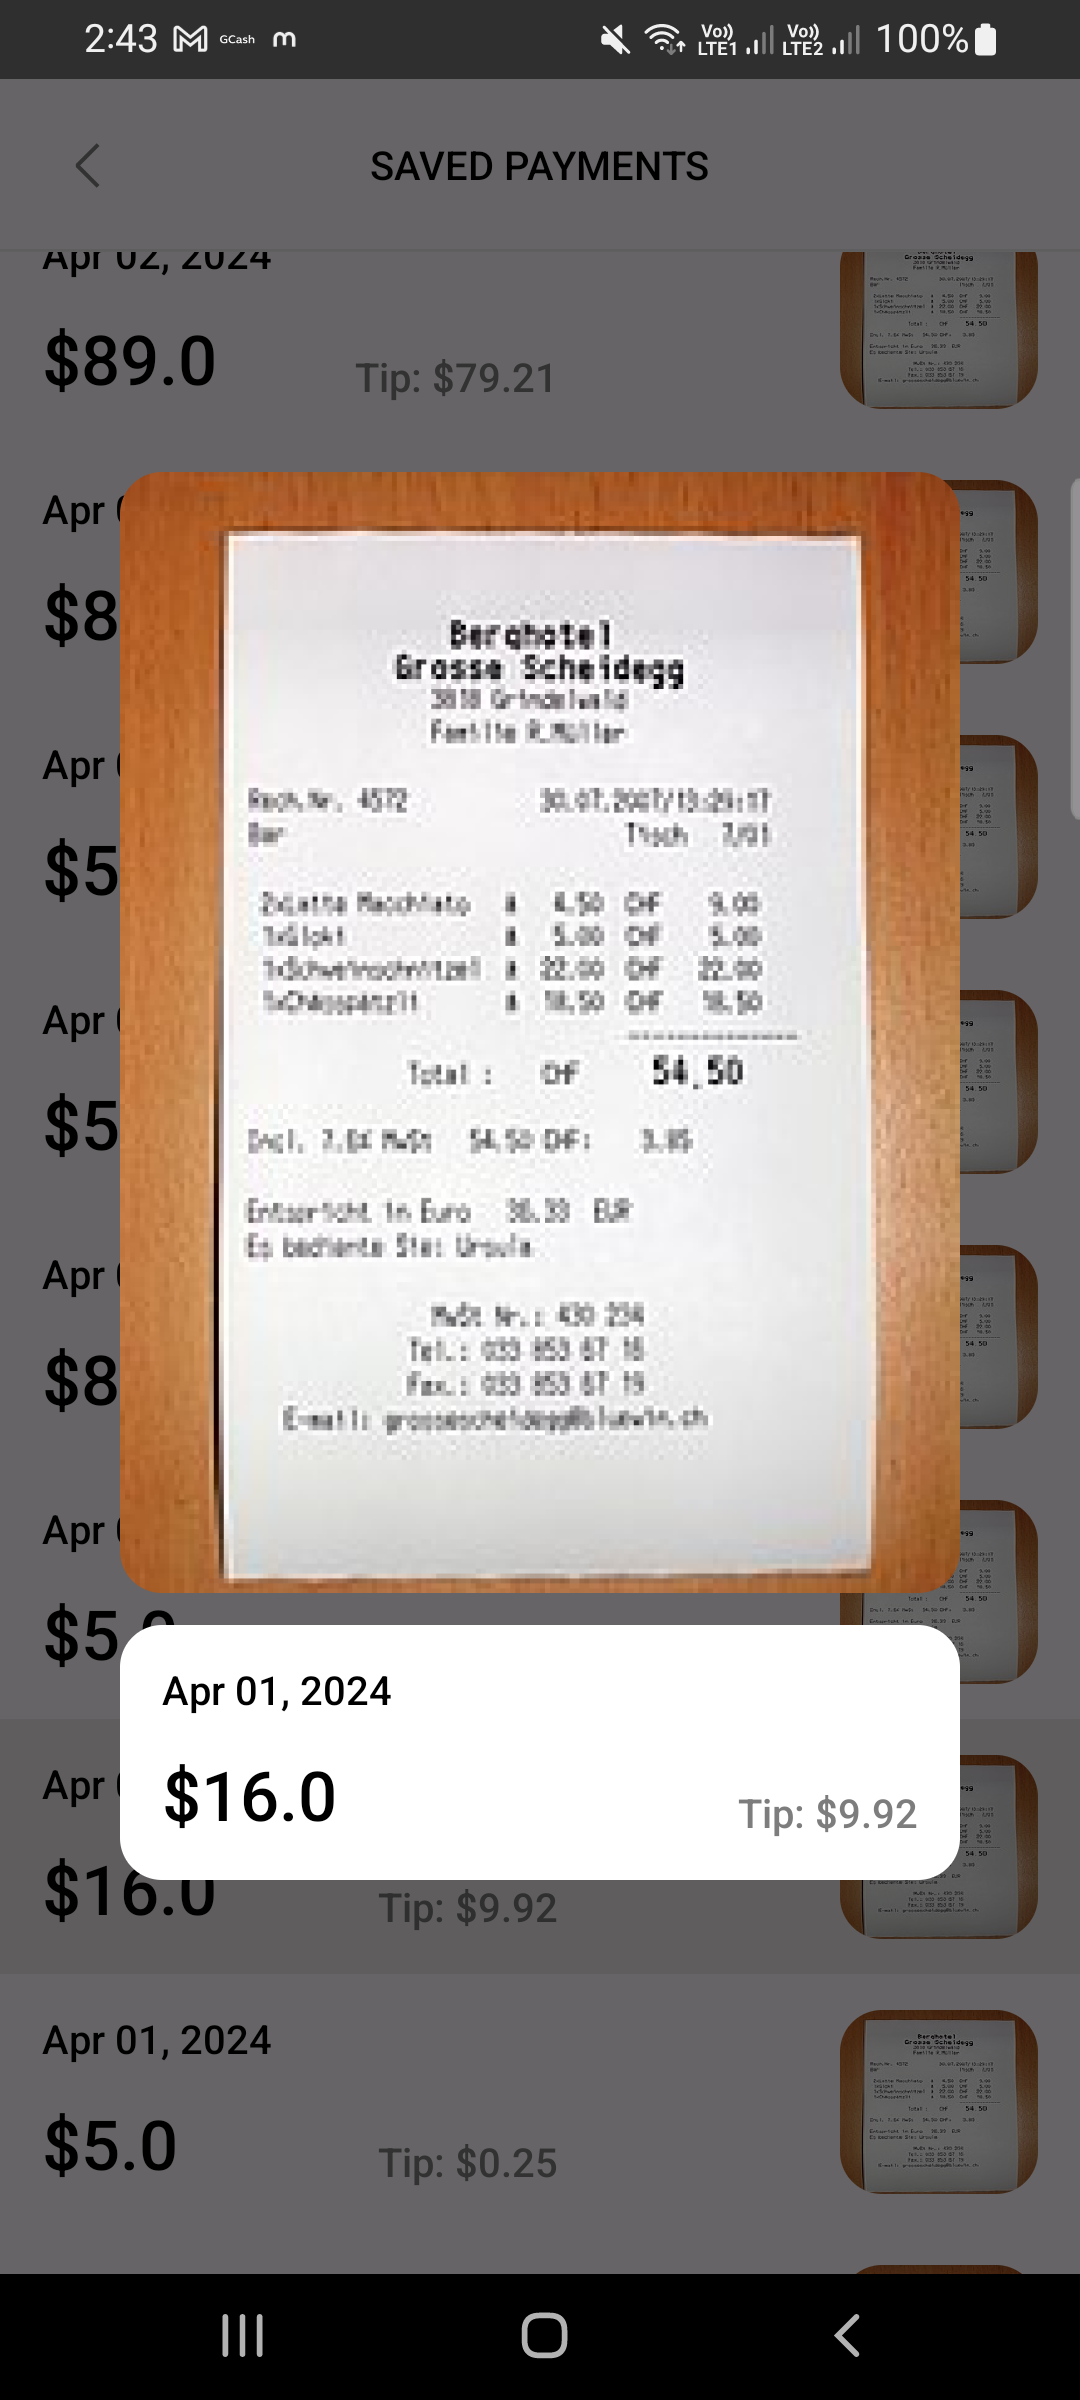 2:43 GCash m Vo)) LTE1 Vo)) LTE2 100%
SAVED PAYMENTS
Apr 02, 2024
$89.0 Tip: $79.21
Apr
$8
Apr
$5
Apr
$5
Apr
$8
Apr
$5.0
Berghotel
Grosse Scheidegg
3818 Grindelwald
Familie R.Müller
Rech.Nr. 4572 30.07.2007/13:29:17
Bar Tisch 7/01
2xLatte Macchiato à 4.50 CHF 9.00
1xGloki à 5.00 CHF 5.00
1xSchweinschnitzel à 22.00 CHF 22.00
1xChässpätzli à 18.50 CHF 18.50
Total : CHF 54.50
Incl. 7.6% MwSt 54.50 CHF: 3.85
Entspricht in Euro 36.33 EUR
Es bediente Sie: Ursula
MwSt Nr.: 430 234
Tel.: 033 853 67 16
Fax.: 033 853 67 19
E-mail: grossescheidegg@bluewin.ch
Apr 01, 2024
$16.0 Tip: $9.92
Apr
$16.0 Tip: $9.92
Apr 01, 2024
$5.0 Tip: $0.25